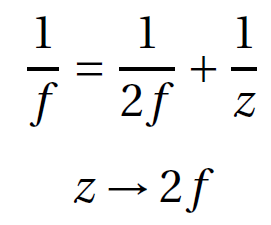 1/f = 1/2f + 1/z
z → 2f